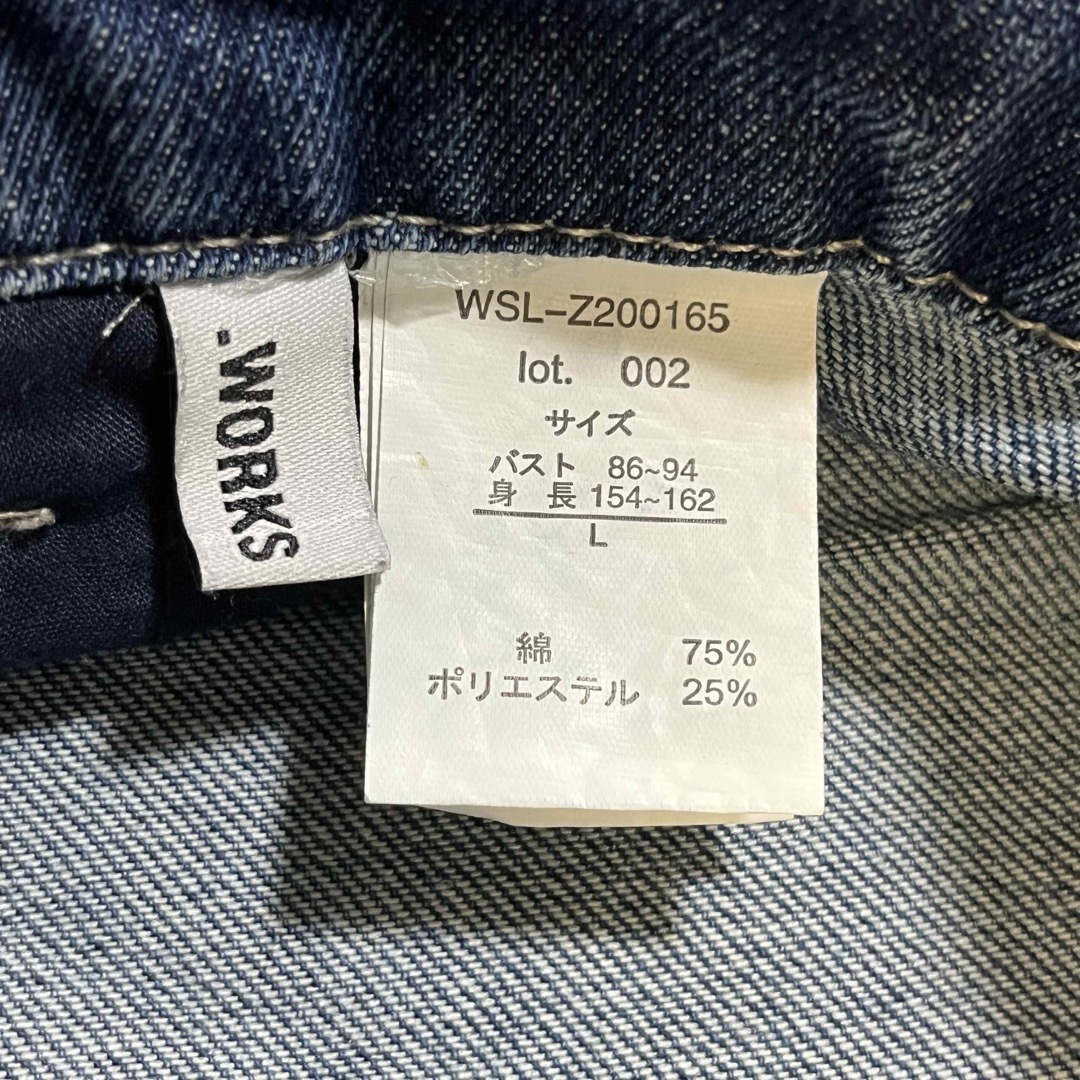 _WORKS
WSL-Z200165
lot. 002
サイズ
バスト 86~94
身 長 154~162
L
綿 75%
ポリエステル 25%